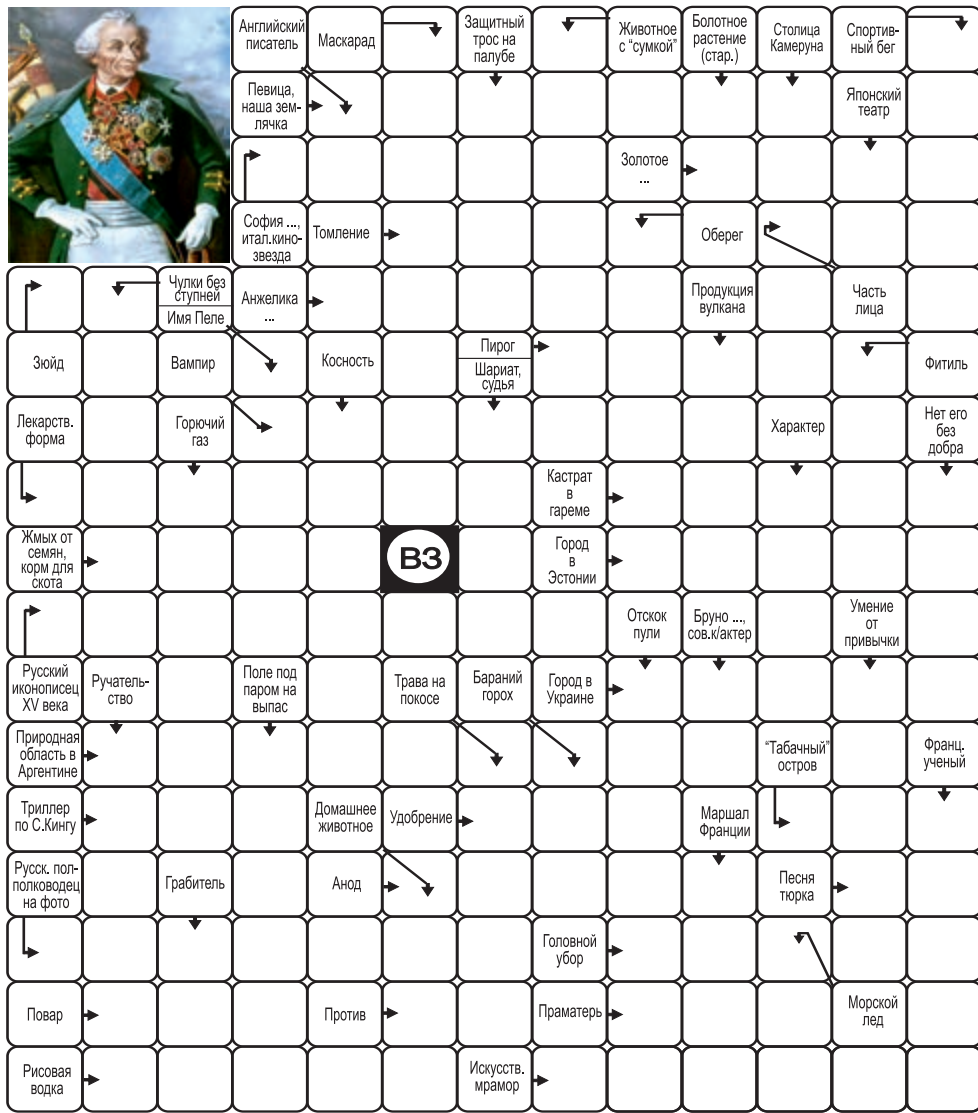 Английский
писатель
Маскарад
Защитный
трос на
палубе
Животное
с "сумкой"
Болотное
растение
(стар.)
Столица
Камеруна
Спортив-
ный бег
Певица,
наша зем-
лячка
Японский
театр
Золотое
...
София ...,
итал.кино-
звезда
Томление
Оберег
Чулки без
ступней
Имя Пеле
Анжелика
...
Продукция
вулкана
Часть
лица
Зюйд
Вампир
Косность
Пирог
Шариат,
судья
Фитиль
Лекарств.
форма
Горючий
газ
Характер
Нет его
без
добра
Кастрат
в
гареме
Жмых от
семян,
корм для
скота
ВЗ
Город
в
Эстонии
Отскок
пули
Бруно ...,
сов.к/актер
Умение
от
привычки
Русский
иконописец
XV века
Ручатель-
ство
Поле под
паром на
выпас
Трава на
покосе
Бараний
горох
Город в
Украине
Природная
область в
Аргентине
"Табачный"
остров
Франц.
ученый
Триллер
по С.Кингу
Домашнее
животное
Удобрение
Маршал
Франции
Русск. пол-
полководец
на фото
Грабитель
Анод
Песня
тюрка
Головной
убор
Повар
Против
Праматерь
Морской
лед
Рисовая
водка
Искусств.
мрамор